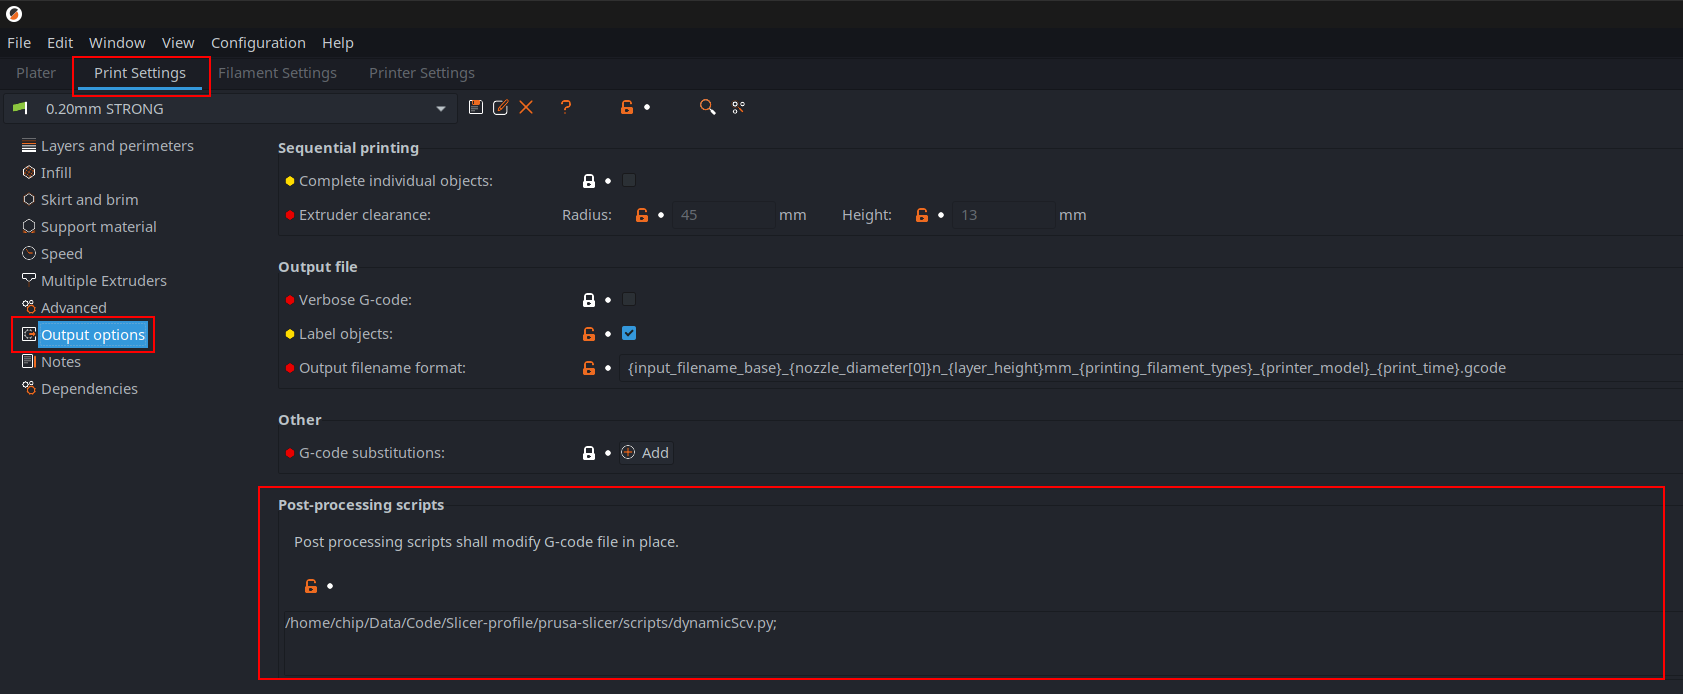 File Edit Window View Configuration Help
Plater Print Settings Filament Settings Printer Settings
0.20mm STRONG ?
Layers and perimeters
Infill
Skirt and brim
Support material
Speed
Multiple Extruders
Advanced
Output options
Notes
Dependencies
Sequential printing
Complete individual objects:
Extruder clearance: Radius: 45 mm Height: 13 mm
Output file
Verbose G-code:
Label objects:
Output filename format: {input_filename_base}_{nozzle_diameter[0]}n_{layer_height}mm_{printing_filament_types}_{printer_model}_{print_time}.gcode
Other
G-code substitutions: Add
Post-processing scripts
Post processing scripts shall modify G-code file in place.
/home/chip/Data/Code/Slicer-profile/prusa-slicer/scripts/dynamicScv.py;